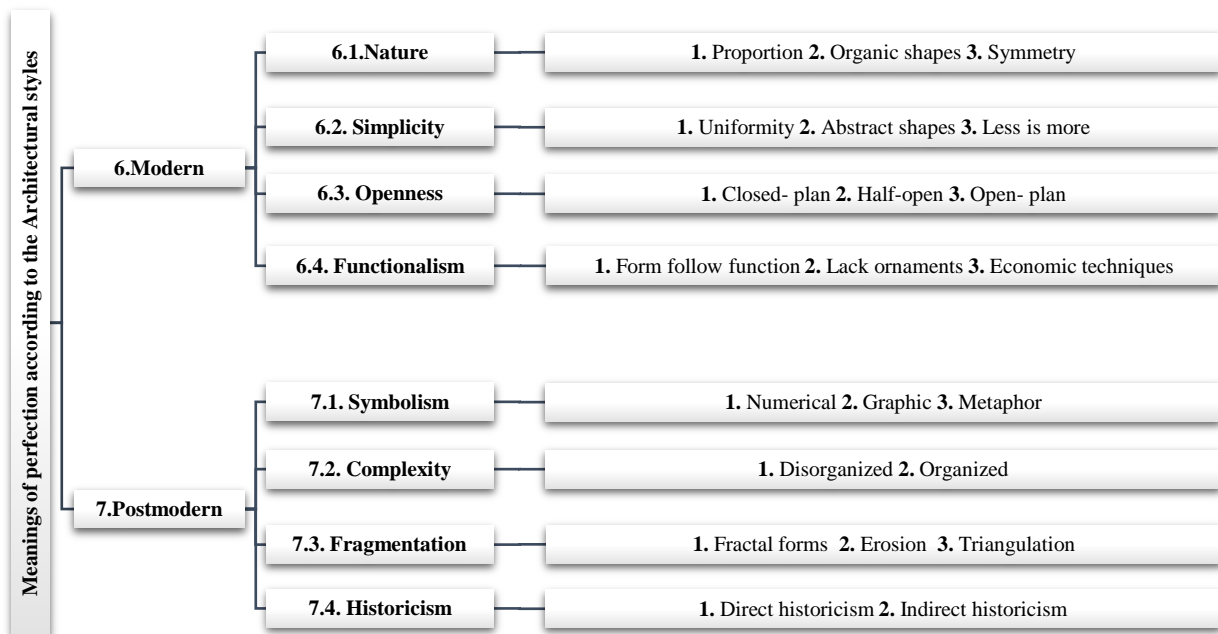 Meanings of perfection according to the Architectural styles
6.Modern
6.1.Nature
1. Proportion 2. Organic shapes 3. Symmetry
6.2. Simplicity
1. Uniformity 2. Abstract shapes 3. Less is more
6.3. Openness
1. Closed- plan 2. Half-open 3. Open- plan
6.4. Functionalism
1. Form follow function 2. Lack ornaments 3. Economic techniques
7.Postmodern
7.1. Symbolism
1. Numerical 2. Graphic 3. Metaphor
7.2. Complexity
1. Disorganized 2. Organized
7.3. Fragmentation
1. Fractal forms 2. Erosion 3. Triangulation
7.4. Historicism
1. Direct historicism 2. Indirect historicism